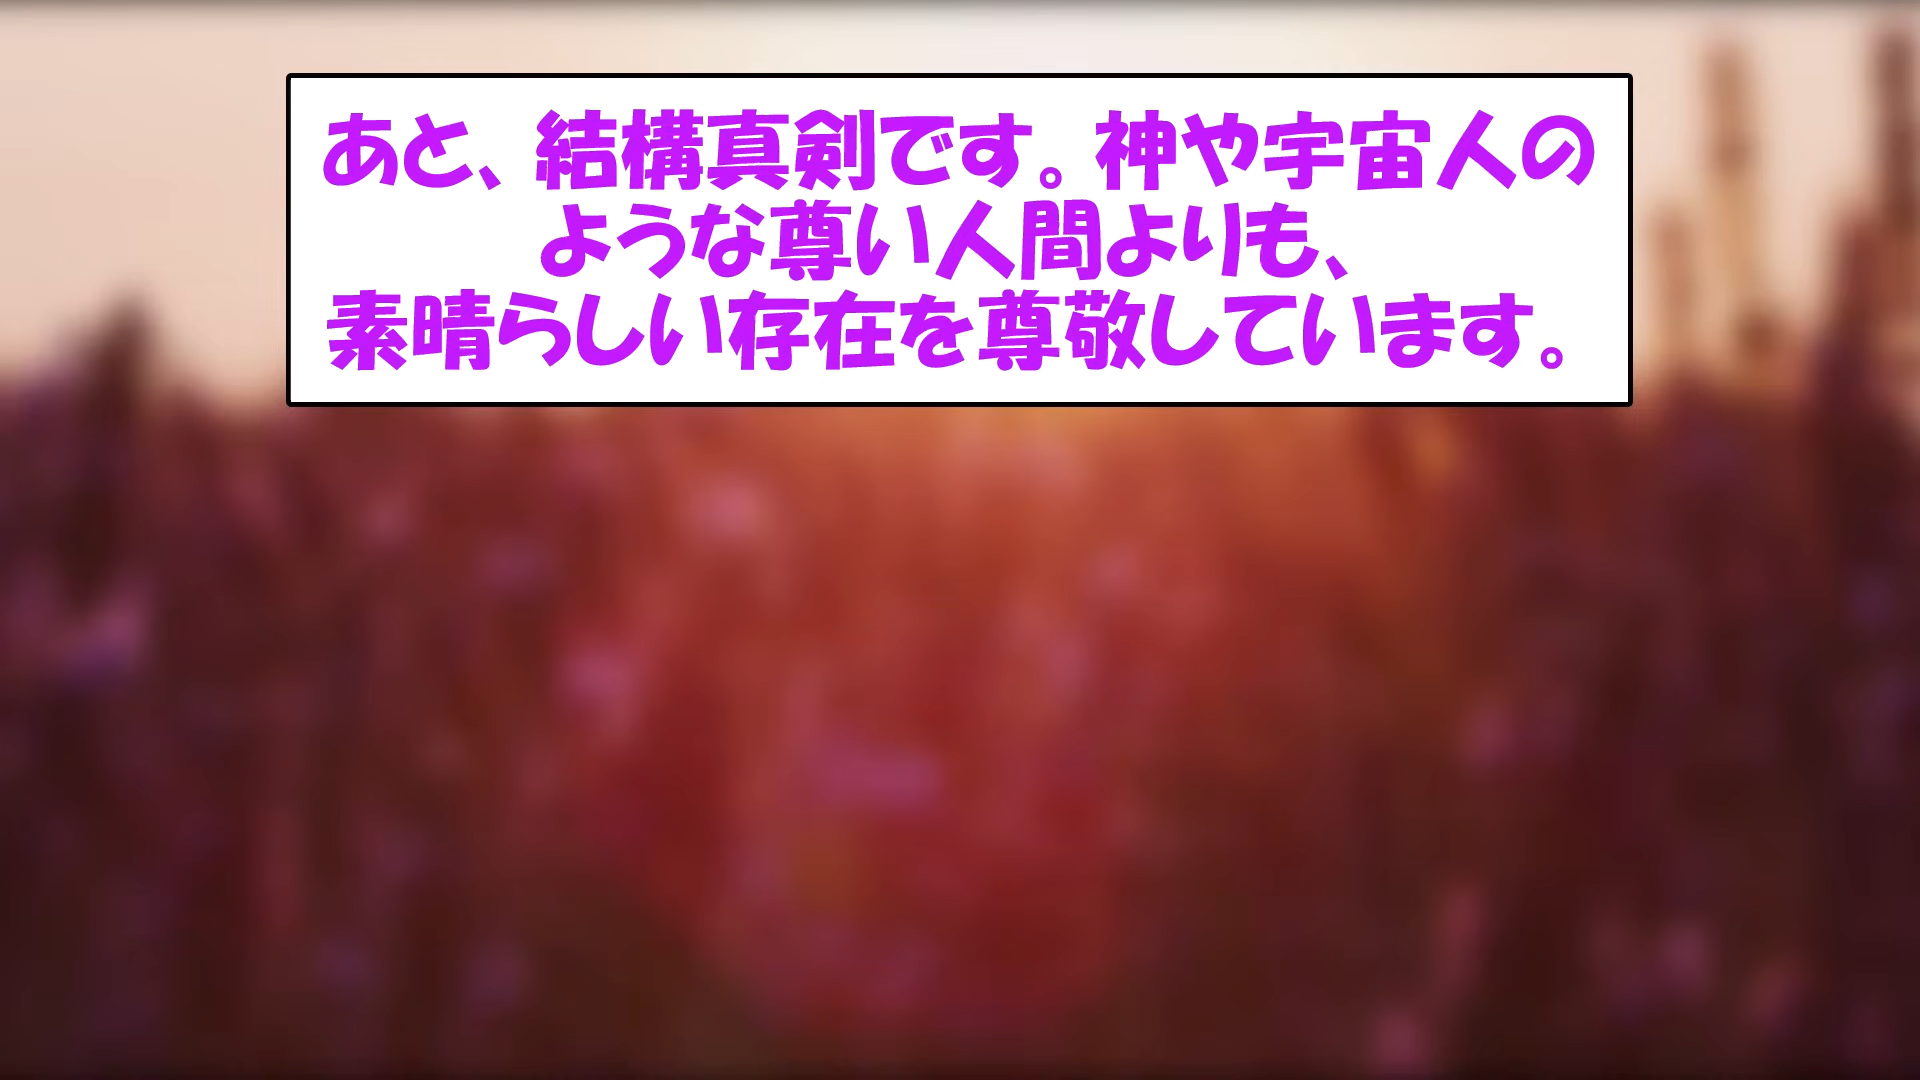 あと、結構真剣です。神や宇宙人の
ような尊い人間よりも、
素晴らしい存在を尊敬しています。